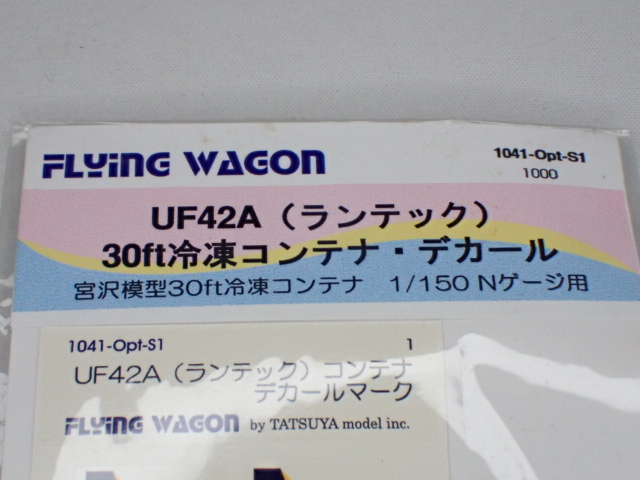 FLYiNG WAGON
1041-Opt-S1
1000
UF42A（ランテック）
30ft冷凍コンテナ・デカール
宮沢模型30ft冷凍コンテナ 1/150 Nゲージ用
1041-Opt-S1 1
UF42A（ランテック）コンテナ
デカールマーク
FLYiNG WAGON by TATSUYA model inc.